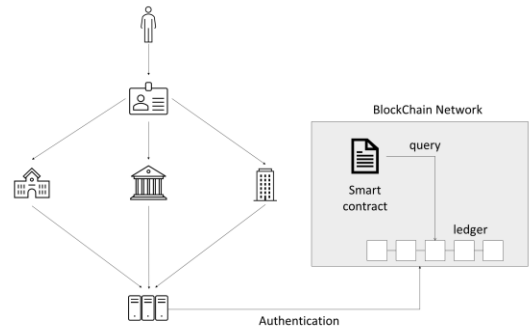 BlockChain Network
query
Smart
contract
ledger
Authentication